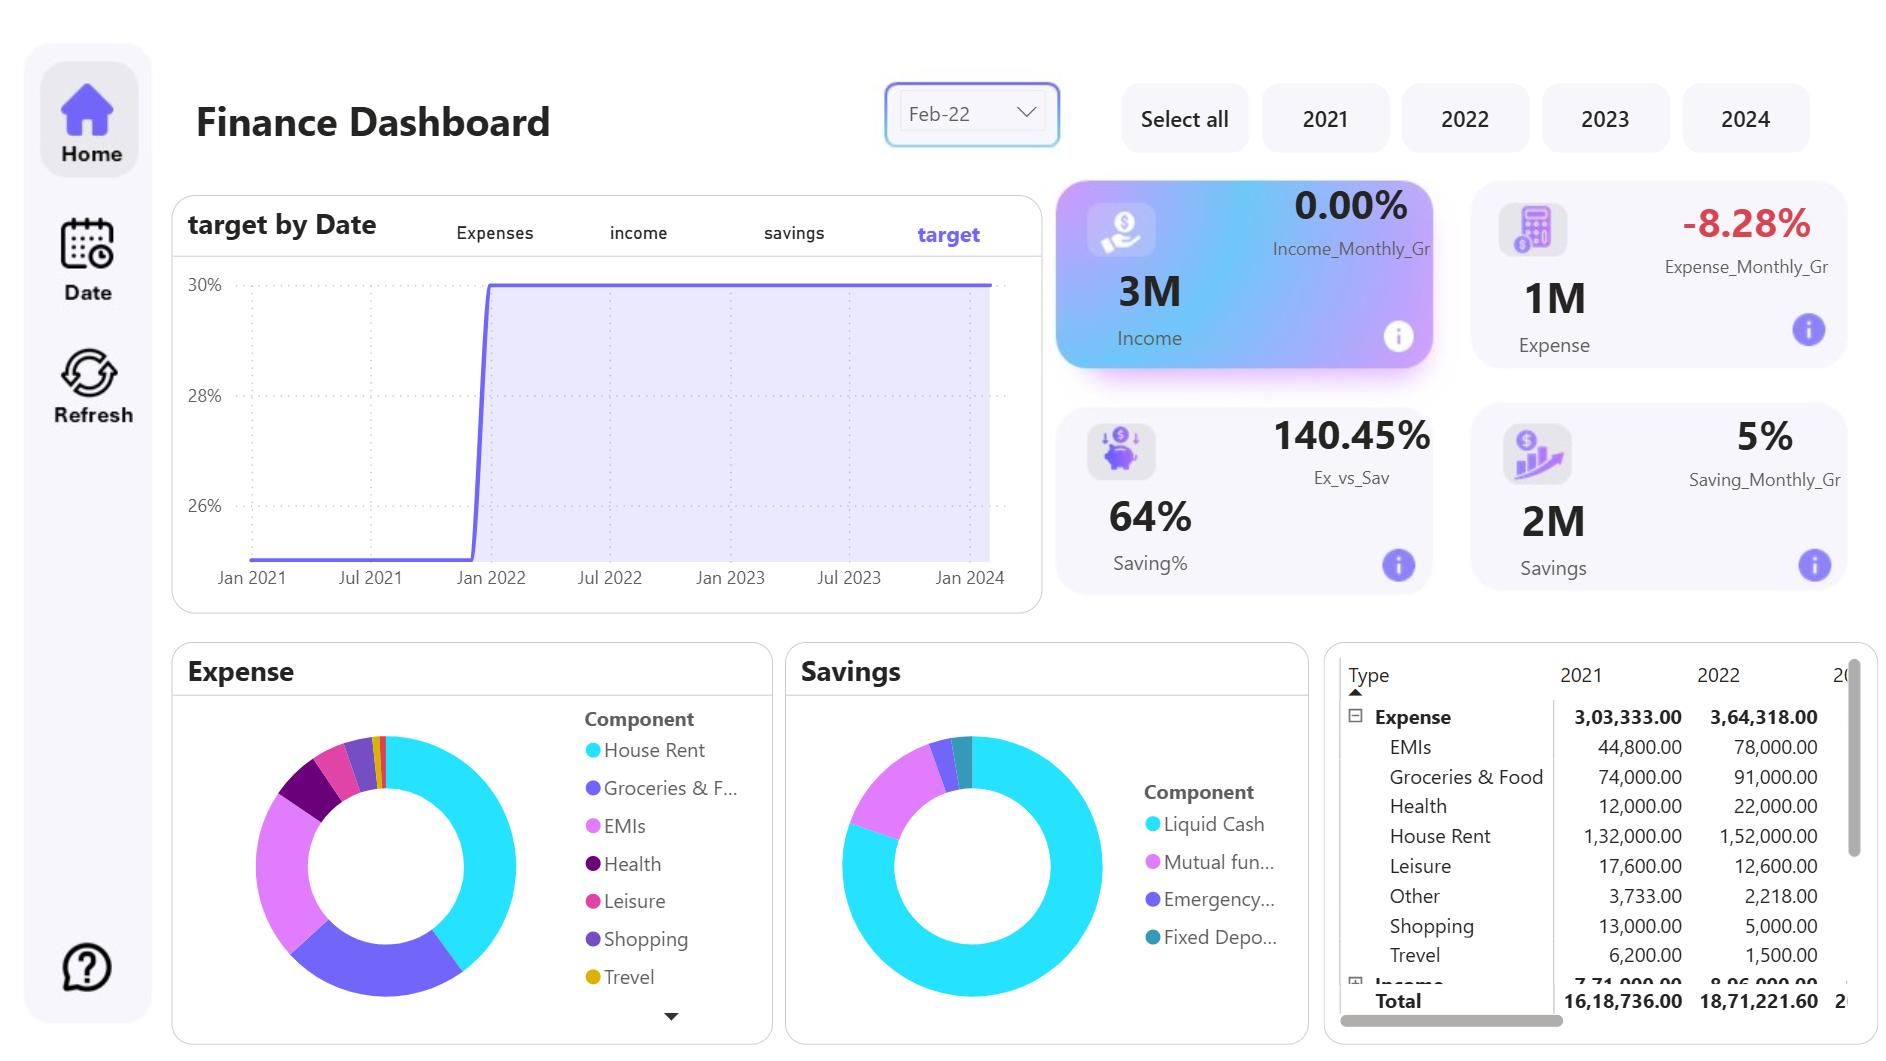 Home
Date
Refresh
Finance Dashboard
Feb-22
Select all
2021
2022
2023
2024
target by Date
Expenses
income
savings
target
30%
28%
26%
Jan 2021
Jul 2021
Jan 2022
Jul 2022
Jan 2023
Jul 2023
Jan 2024
0.00%
Income_Monthly_Gr
3M
Income
-8.28%
Expense_Monthly_Gr
1M
Expense
140.45%
Ex_vs_Sav
64%
Saving%
5%
Saving_Monthly_Gr
2M
Savings
Expense
Component
House Rent
Groceries & F...
EMIs
Health
Leisure
Shopping
Trevel
Savings
Component
Liquid Cash
Mutual fun...
Emergency...
Fixed Depo...
Type 2021 2022
Expense 3,03,333.00 3,64,318.00
EMIs 44,800.00 78,000.00
Groceries & Food 74,000.00 91,000.00
Health 12,000.00 22,000.00
House Rent 1,32,000.00 1,52,000.00
Leisure 17,600.00 12,600.00
Other 3,733.00 2,218.00
Shopping 13,000.00 5,000.00
Trevel 6,200.00 1,500.00
Income
Total 16,18,736.00 18,71,221.60